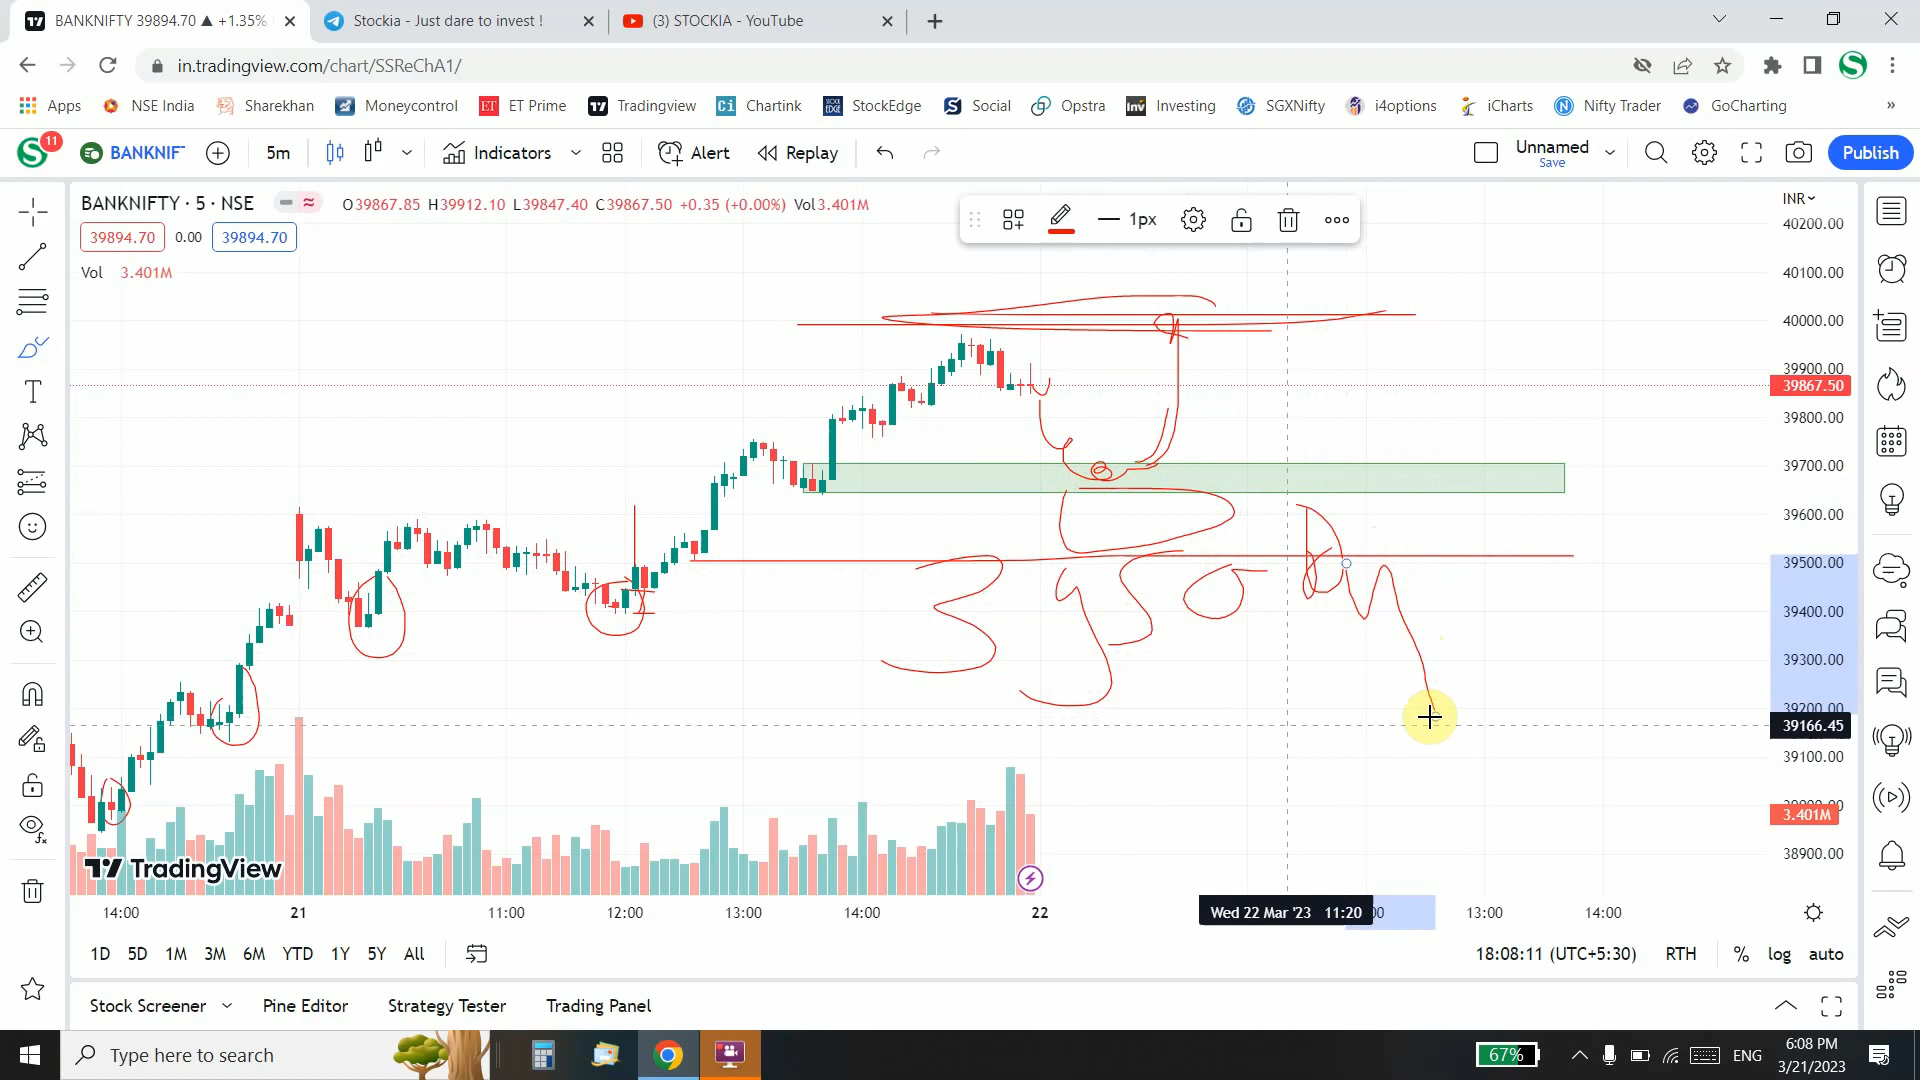 BANKNIFTY 39894.70 ▲ +1.35%
Stockia - Just dare to invest !
(3) STOCKIA - YouTube
in.tradingview.com/chart/SSReChA1/
Apps NSE India Sharekhan Moneycontrol ET Prime Tradingview Chartink StockEdge Social Opstra Investing SGXNifty i4options iCharts Nifty Trader GoCharting »
11 BANKNIF 5m Indicators Alert Replay Unnamed Save Publish
BANKNIFTY · 5 · NSE O39867.85 H39912.10 L39847.40 C39867.50 +0.35 (+0.00%) Vol3.401M
39894.70 0.00 39894.70
Vol 3.401M
1px
INR
40200.00
40100.00
40000.00
39900.00
39867.50
39800.00
39700.00
39600.00
39500.00
39400.00
39300.00
39200.00
39166.45
39100.00
3.401M
38900.00
3950
TradingView
14:00 21 11:00 12:00 13:00 14:00 22 Wed 22 Mar '23 11:20 13:00 14:00
1D 5D 1M 3M 6M YTD 1Y 5Y All 18:08:11 (UTC+5:30) RTH % log auto
Stock Screener Pine Editor Strategy Tester Trading Panel
Type here to search
67%
ENG
6:08 PM
3/21/2023